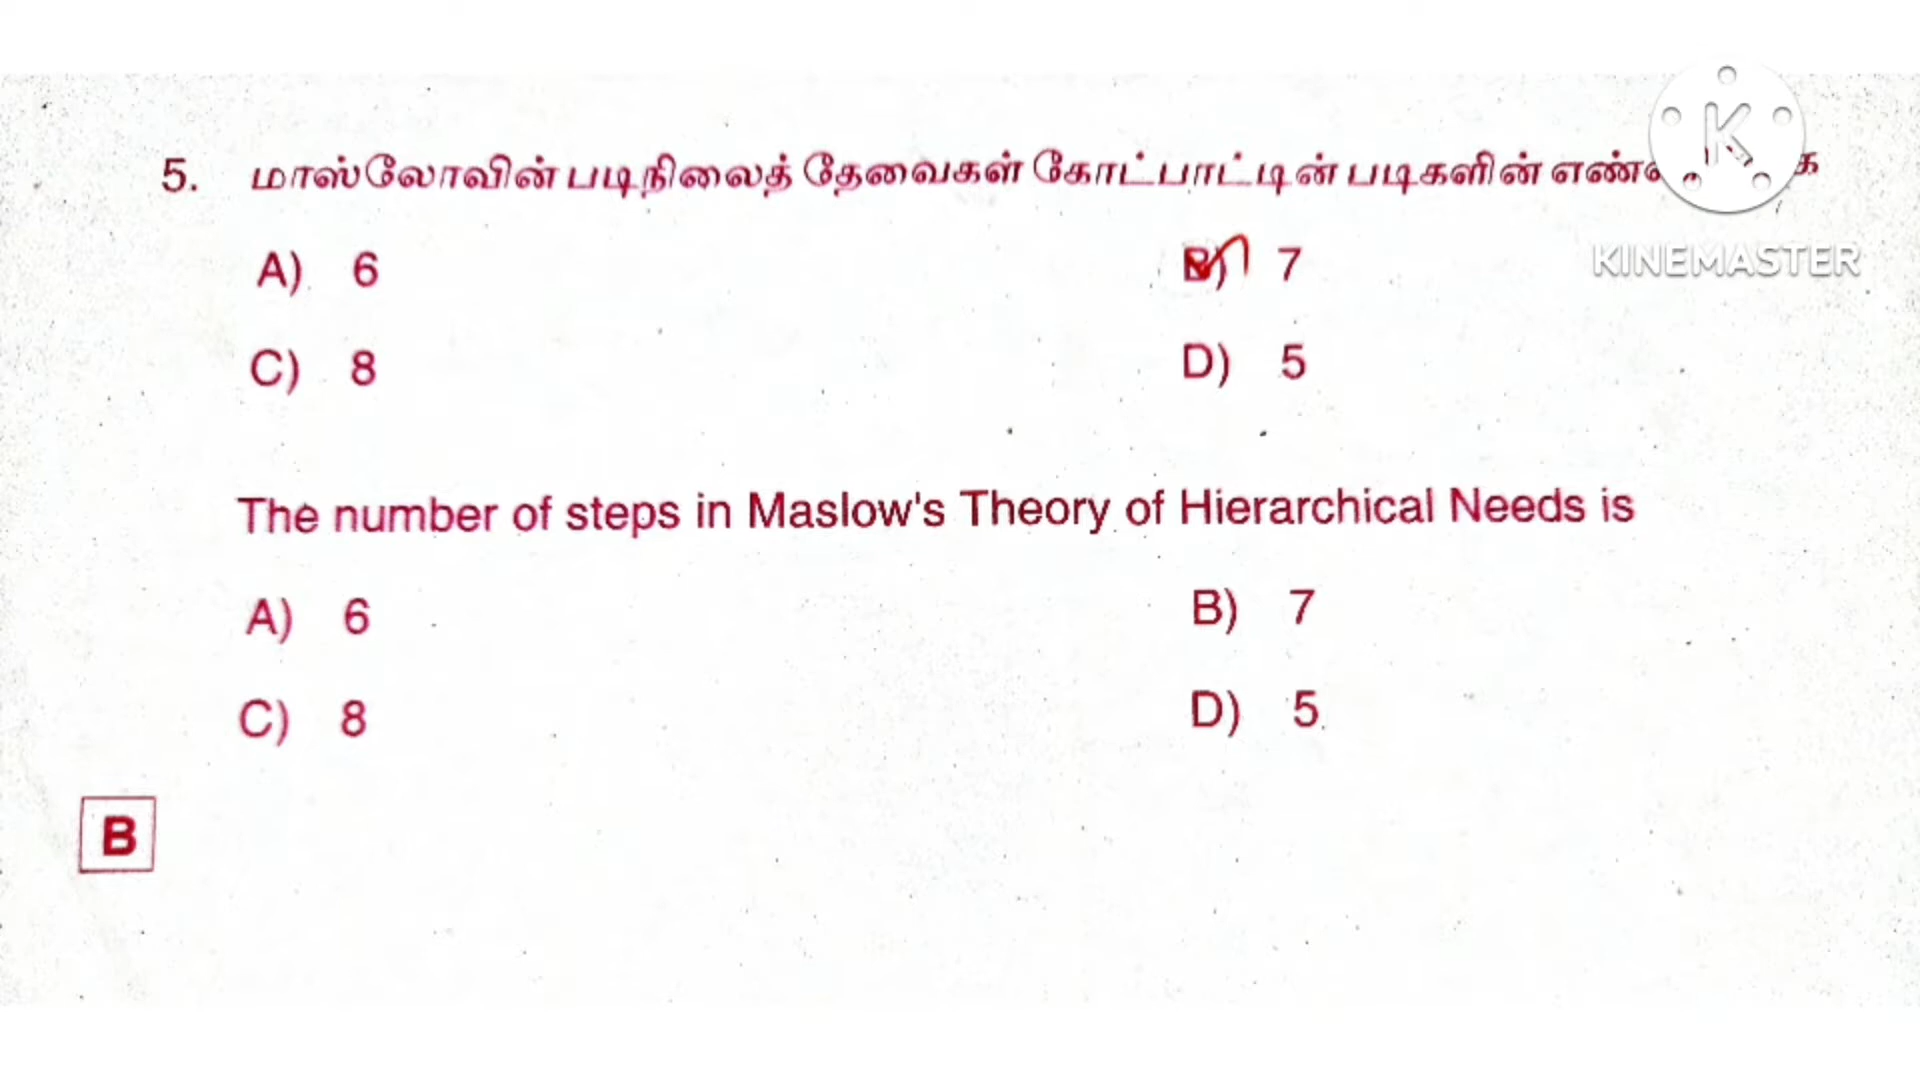 5. மாஸ்லோவின் படிநிலைத் தேவைகள் கோட்பாட்டின் படிகளின்
A) 6 B) 7
KINEMASTER
C) 8 D) 5
The number of steps in Maslow's Theory of Hierarchical Needs is
A) 6 B) 7
C) 8 D) 5
B